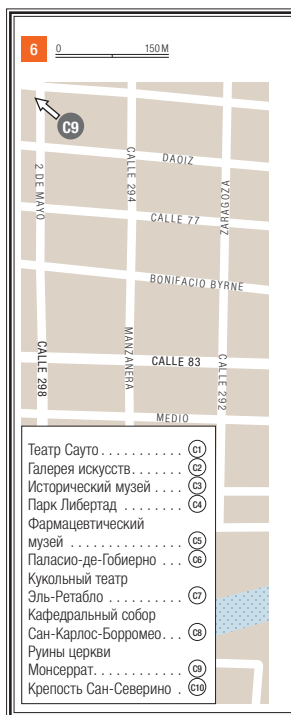 6
0 150 M
C9
DAOIZ
2 DE MAYO
CALLE 294
ZARAGOZA
CALLE 77
BONIFACIO BYRNE
CALLE 298
MANZANERA
CALLE 83
CALLE 292
MEDIO
Театр Сауто . . . . . . . . . . . C1
Галерея искусств. . . . . . . C2
Исторический музей . . . . C3
Парк Либертад . . . . . . . . . C4
Фармацевтический
музей . . . . . . . . . . . . . . . C5
Паласио-де-Гобиерно . . . C6
Кукольный театр
Эль-Ретабло . . . . . . . . . . C7
Кафедральный собор
Сан-Карлос-Борромео. . . C8
Руины церкви
Монсеррат. . . . . . . . . . . . C9
Крепость Сан-Северино . C10